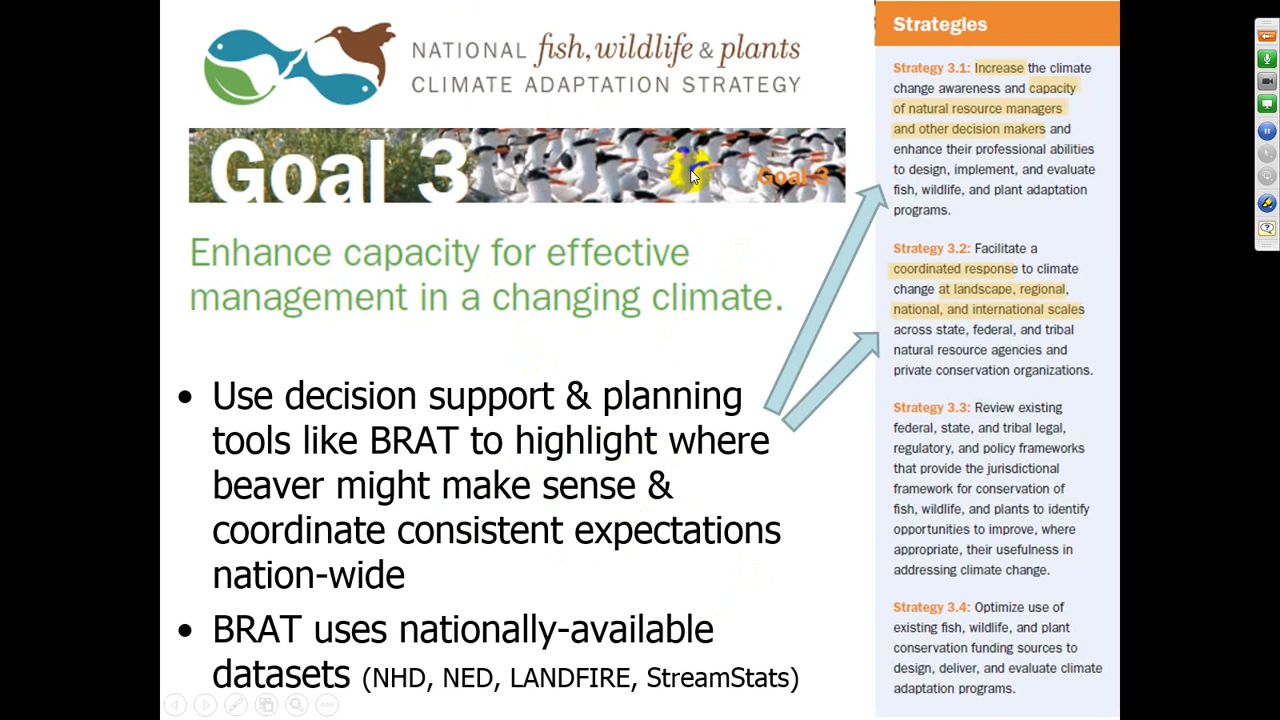 NATIONAL fish, wildlife & plants
CLIMATE ADAPTATION STRATEGY
Goal 3
Goal 3
Enhance capacity for effective
management in a changing climate.
• Use decision support & planning
tools like BRAT to highlight where
beaver might make sense &
coordinate consistent expectations
nation-wide
• BRAT uses nationally-available
datasets (NHD, NED, LANDFIRE, StreamStats)
Strategies
Strategy 3.1: Increase the climate
change awareness and capacity
of natural resource managers
and other decision makers and
enhance their professional abilities
to design, implement, and evaluate
fish, wildlife, and plant adaptation
programs.
Strategy 3.2: Facilitate a
coordinated response to climate
change at landscape, regional,
national, and international scales
across state, federal, and tribal
natural resource agencies and
private conservation organizations.
Strategy 3.3: Review existing
federal, state, and tribal legal,
regulatory, and policy frameworks
that provide the jurisdictional
framework for conservation of
fish, wildlife, and plants to identify
opportunities to improve, where
appropriate, their usefulness in
addressing climate change.
Strategy 3.4: Optimize use of
existing fish, wildlife, and plant
conservation funding sources to
design, deliver, and evaluate climate
adaptation programs.